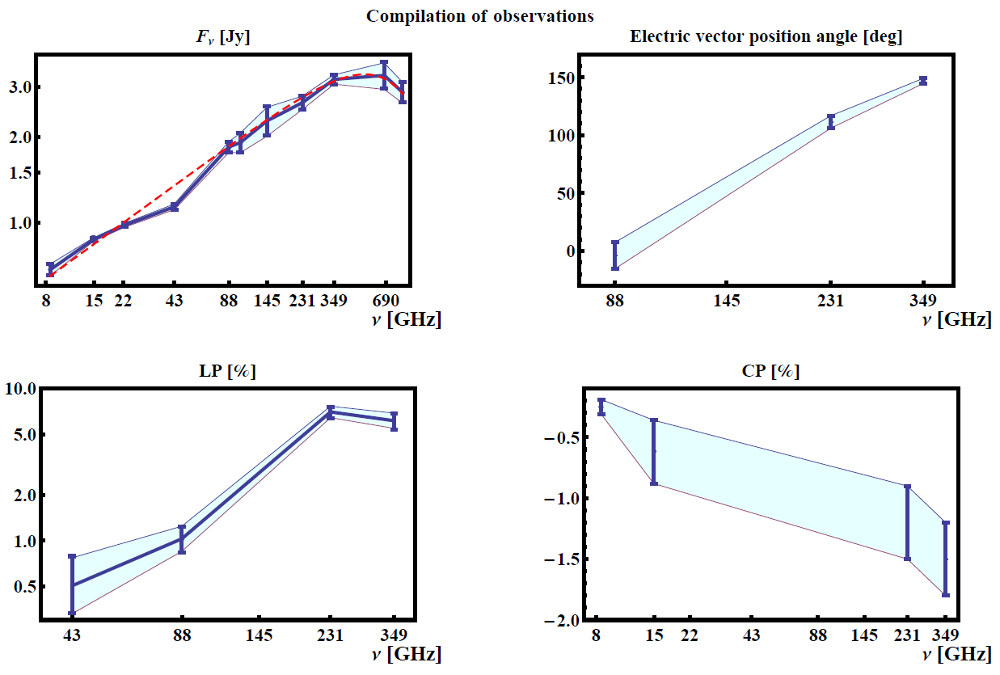 Compilation of observations
Fν [Jy]
3.0
2.0
1.5
1.0
8 15 22 43 88 145 231 349 690
ν [GHz]
Electric vector position angle [deg]
150
100
50
0
88 145 231 349
ν [GHz]
LP [%]
10.0
5.0
2.0
1.0
0.5
43 88 145 231 349
ν [GHz]
CP [%]
−0.5
−1.0
−1.5
−2.0
8 15 22 43 88 145 231 349
ν [GHz]